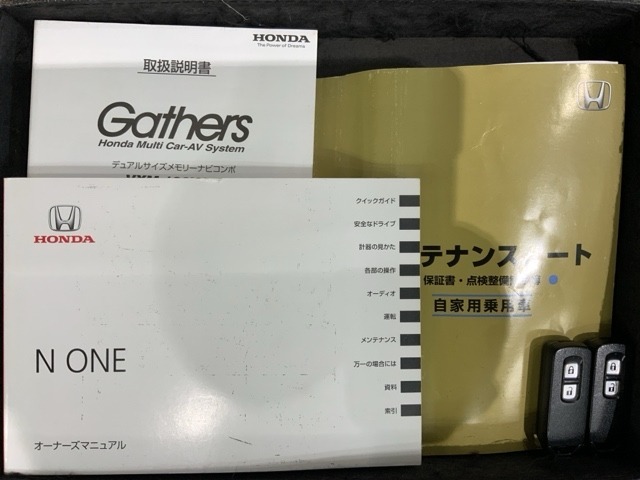 HONDA
The Power of Dreams
取扱説明書
Gathers
Honda Multi Car-AV System
デュアルサイズメモリーナビコンポ
HONDA
N ONE
オーナーズマニュアル
クイックガイド
安全なドライブ
計器の見かた
各部の操作
オーディオ
運転
メンテナンス
万一の場合には
資料
索引
テナンス
ート
保証書・点検整備
自家用乗用車